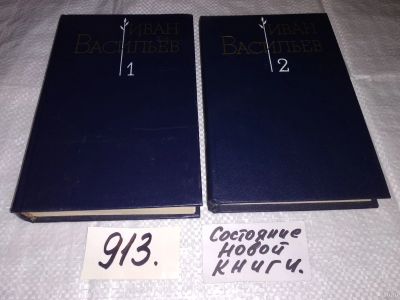 ИВАН
ВАСИЛЬЕВ
1
ИВАН
ВАСИЛЬЕВ
2
913.
Состояние
новой
книги.